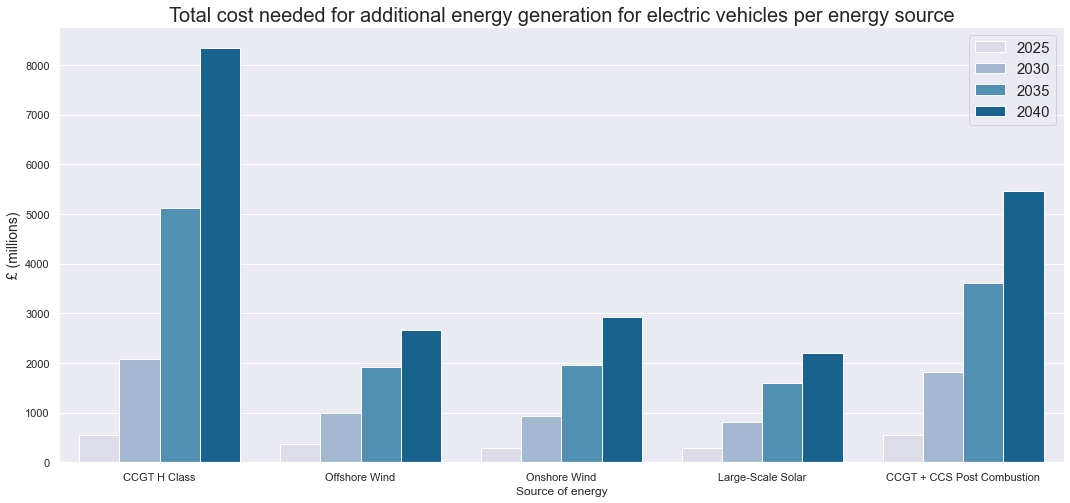 Total cost needed for additional energy generation for electric vehicles per energy source
2025
2030
2035
2040
£ (millions)
8000
7000
6000
5000
4000
3000
2000
1000
0
CCGT H Class
Offshore Wind
Onshore Wind
Large-Scale Solar
CCGT + CCS Post Combustion
Source of energy